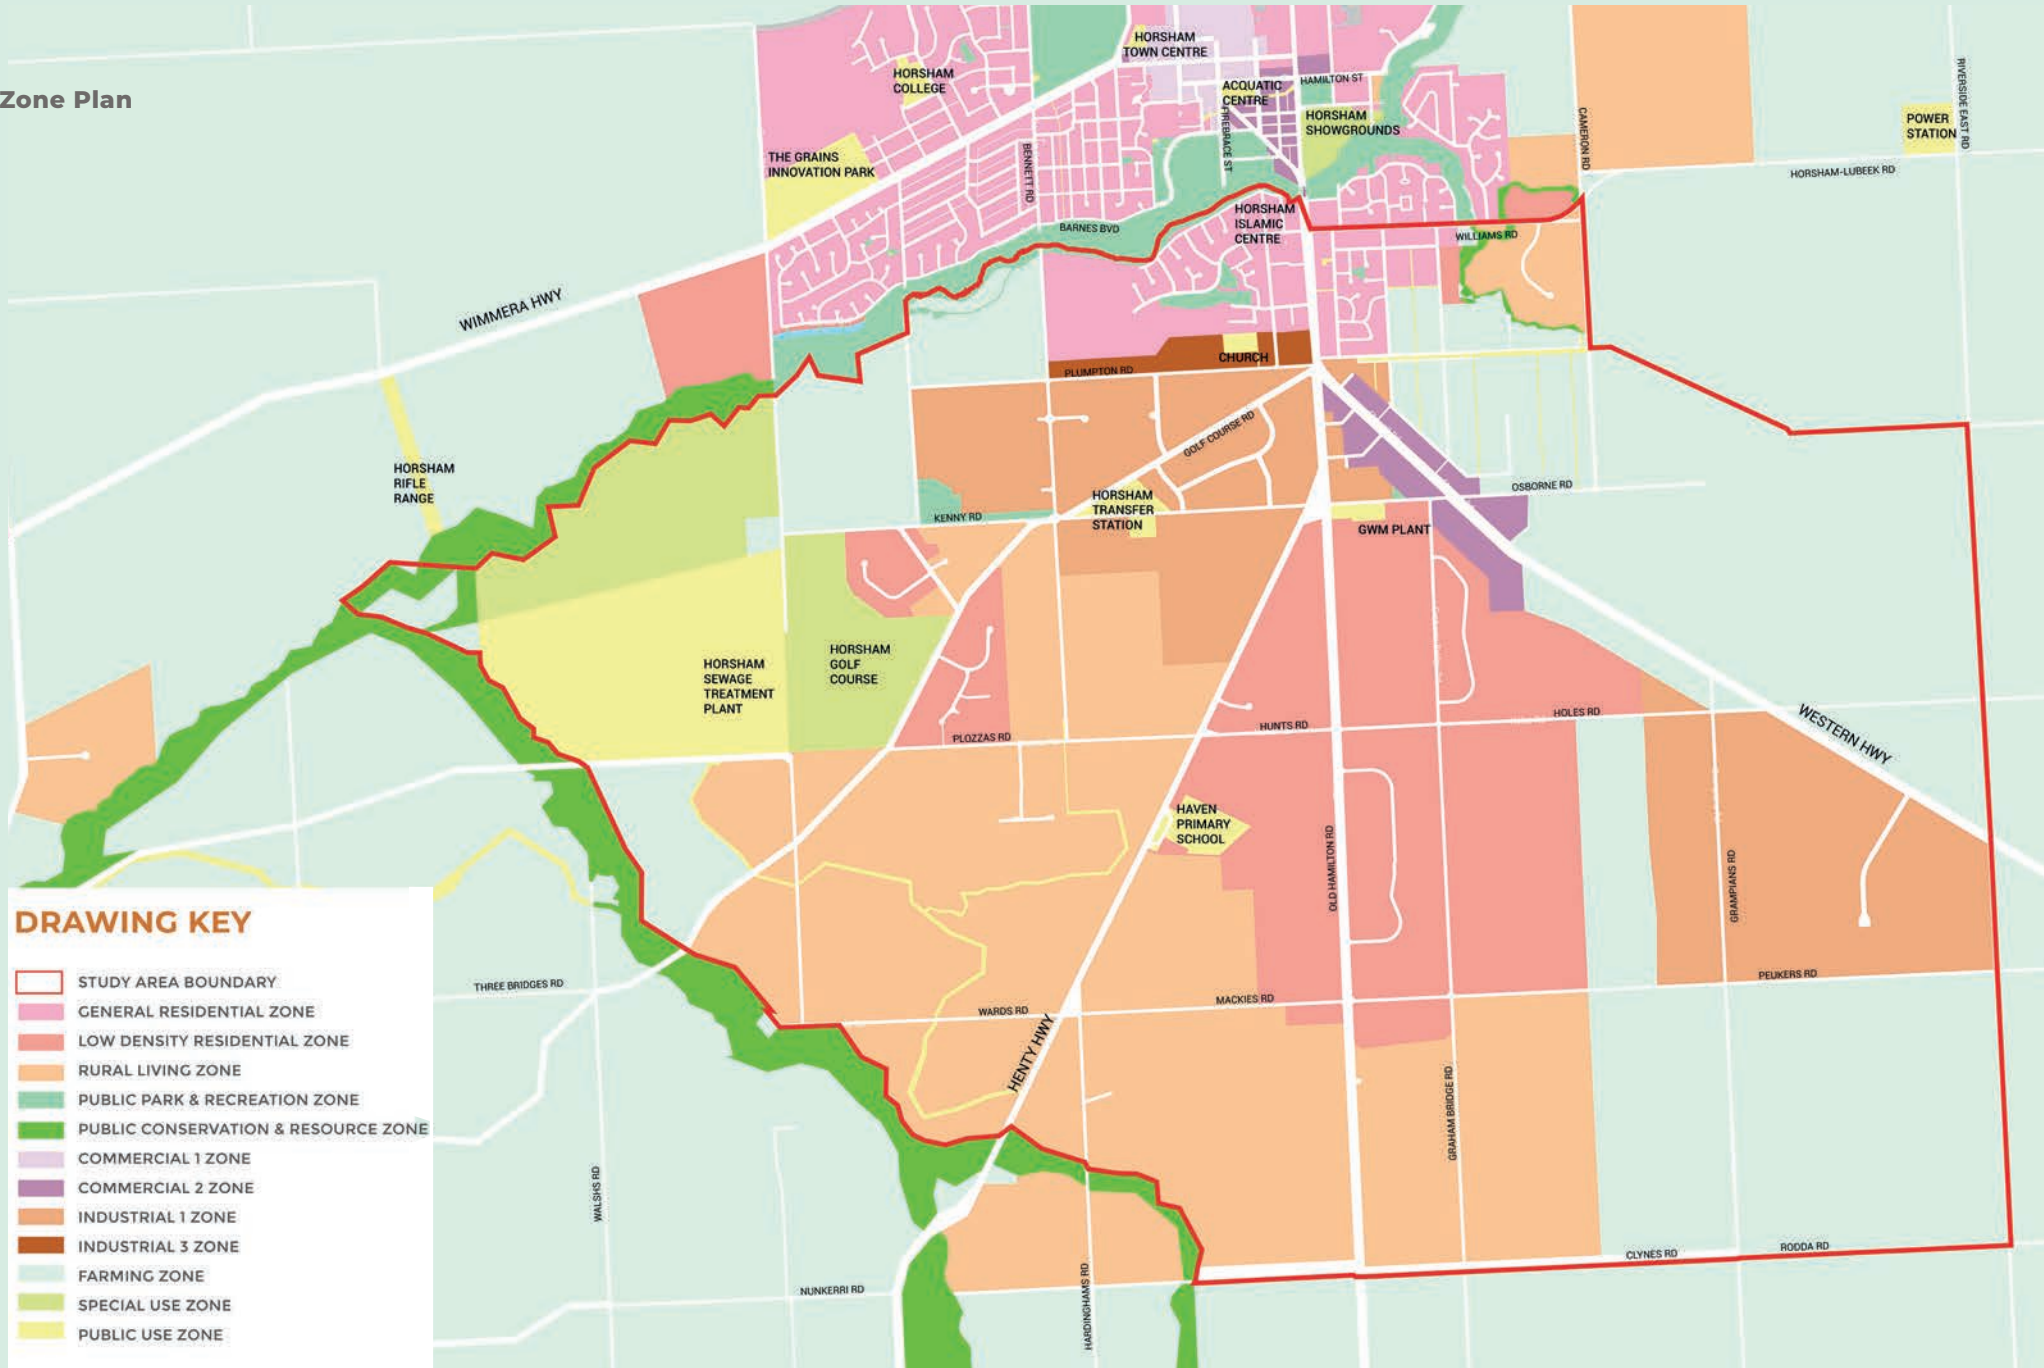 Zone Plan
HORSHAM
TOWN CENTRE
HORSHAM
COLLEGE
ACQUATIC
CENTRE
HAMILTON ST
FIREBRACE ST
HORSHAM
SHOWGROUNDS
CAMERON RD
RIVERSIDE EAST RD
POWER
STATION
HORSHAM-LUBEEK RD
THE GRAINS
INNOVATION PARK
BENNETT RD
BARNES BVD
HORSHAM
ISLAMIC
CENTRE
WILLIAMS RD
WIMMERA HWY
CHURCH
PLUMPTON RD
GOLF COURSE RD
HORSHAM
RIFLE
RANGE
HORSHAM
TRANSFER
STATION
KENNY RD
OSBORNE RD
GWM PLANT
HORSHAM
SEWAGE
TREATMENT
PLANT
HORSHAM
GOLF
COURSE
PLOZZAS RD
HUNTS RD
HOLES RD
WESTERN HWY
HAVEN
PRIMARY
SCHOOL
OLD HAMILTON RD
GRAMPIANS RD
THREE BRIDGES RD
WARDS RD
MACKIES RD
PEUKERS RD
HENTY HWY
GRAHAM BRIDGE RD
WALSHS RD
NUNKERRI RD
HARDINGHAMS RD
CLYNES RD
RODDA RD
DRAWING KEY
STUDY AREA BOUNDARY
GENERAL RESIDENTIAL ZONE
LOW DENSITY RESIDENTIAL ZONE
RURAL LIVING ZONE
PUBLIC PARK & RECREATION ZONE
PUBLIC CONSERVATION & RESOURCE ZONE
COMMERCIAL 1 ZONE
COMMERCIAL 2 ZONE
INDUSTRIAL 1 ZONE
INDUSTRIAL 3 ZONE
FARMING ZONE
SPECIAL USE ZONE
PUBLIC USE ZONE